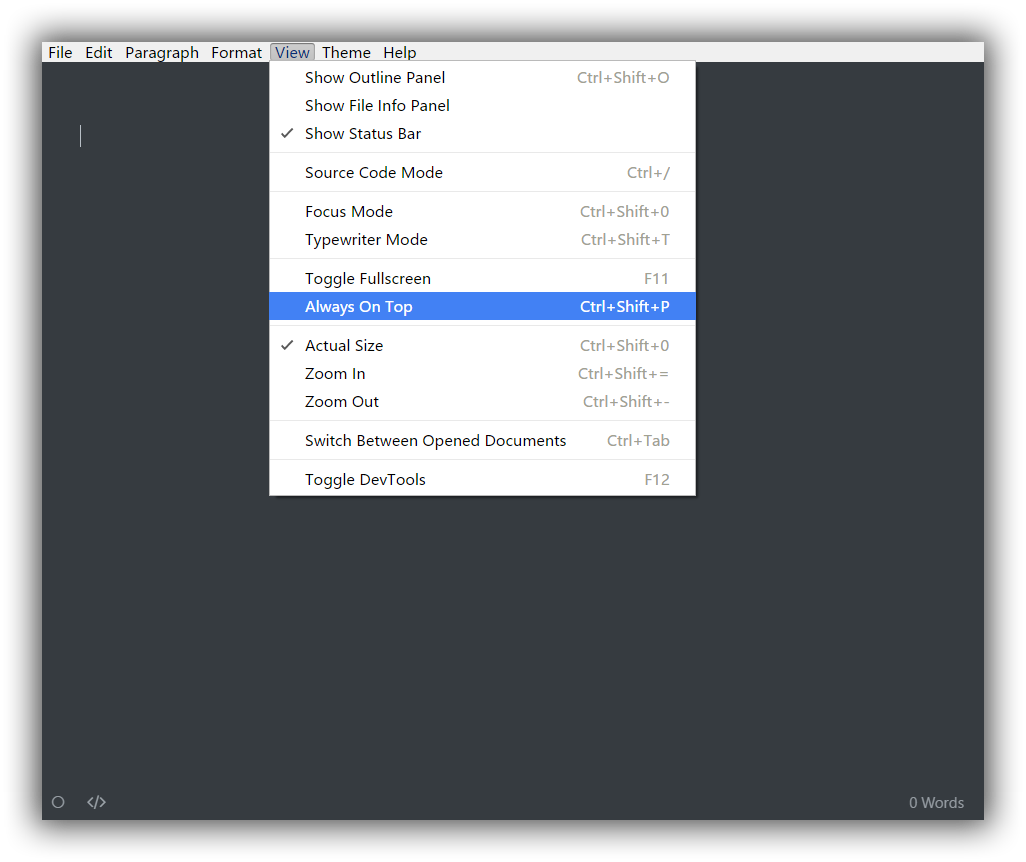 File Edit Paragraph Format View Theme Help
Show Outline Panel Ctrl+Shift+O
Show File Info Panel
Show Status Bar
Source Code Mode Ctrl+/
Focus Mode Ctrl+Shift+0
Typewriter Mode Ctrl+Shift+T
Toggle Fullscreen F11
Always On Top Ctrl+Shift+P
Actual Size Ctrl+Shift+0
Zoom In Ctrl+Shift+=
Zoom Out Ctrl+Shift+-
Switch Between Opened Documents Ctrl+Tab
Toggle DevTools F12
</> 0 Words